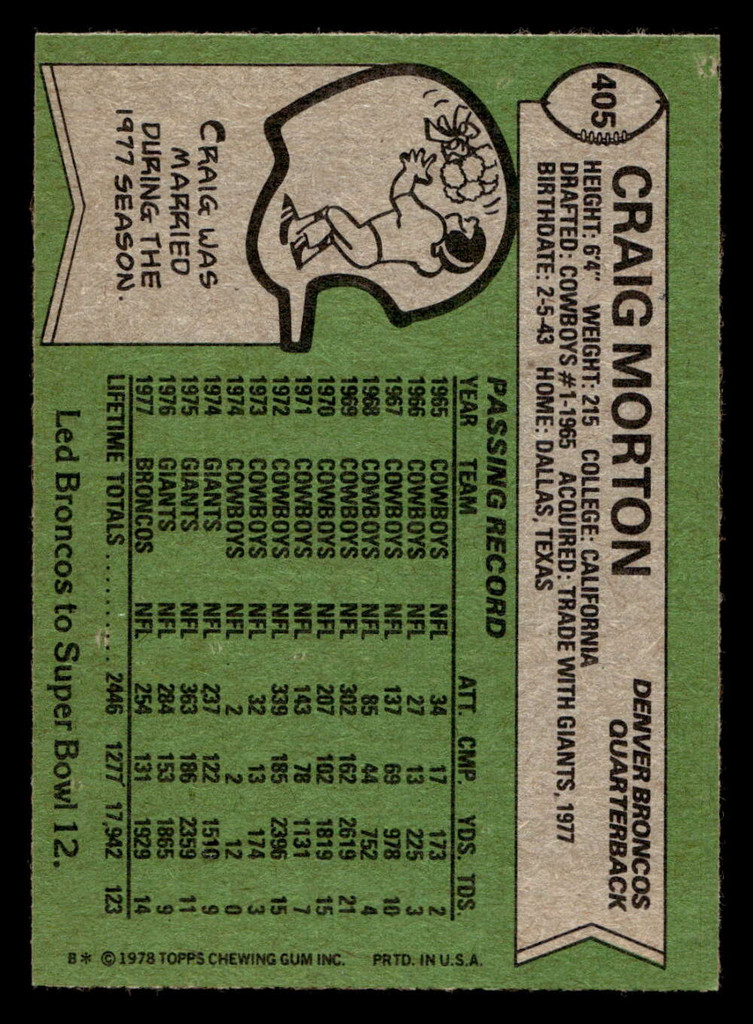 405
CRAIG MORTON
DENVER BRONCOS
QUARTERBACK
HEIGHT: 6'4" WEIGHT: 215 COLLEGE: CALIFORNIA
DRAFTED: COWBOYS #1-1965 ACQUIRED: TRADE WITH GIANTS, 1977
BIRTHDATE: 2-5-43 HOME: DALLAS, TEXAS
CRAIG WAS
MARRIED
DURING THE
1977 SEASON.
PASSING RECORD
YEAR TEAM ATT. CMP. YDS. TDS.
1965 COWBOYS NFL 34 17 173 2
1966 COWBOYS NFL 27 13 225 3
1967 COWBOYS NFL 137 69 978 10
1968 COWBOYS NFL 85 44 752 4
1969 COWBOYS NFL 302 162 2619 21
1970 COWBOYS NFL 207 102 1819 15
1971 COWBOYS NFL 143 78 1131 7
1972 COWBOYS NFL 339 185 2396 15
1973 COWBOYS NFL 32 13 174 3
1974 COWBOYS NFL 2 2 12 0
1974 GIANTS NFL 237 122 1510 9
1975 GIANTS NFL 363 186 2359 11
1976 GIANTS NFL 284 153 1865 9
1977 BRONCOS NFL 254 131 1929 14
LIFETIME TOTALS .......... 2446 1277 17,942 123
Led Broncos to Super Bowl 12.
B* © 1978 TOPPS CHEWING GUM INC. PRTD. IN U.S.A.